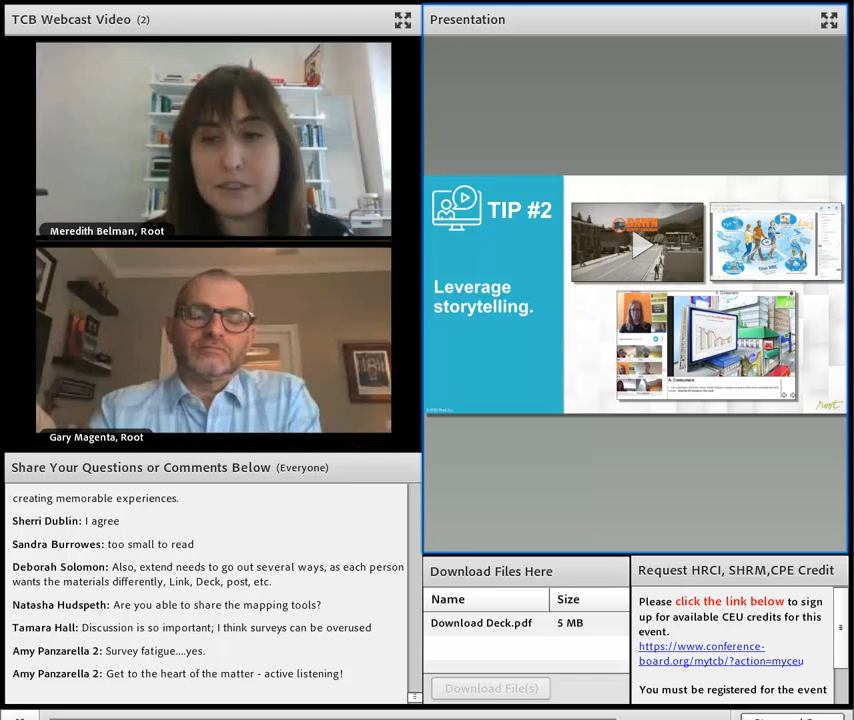 TCB Webcast Video (2)
Meredith Belman, Root
Gary Magenta, Root
Share Your Questions or Comments Below (Everyone)
creating memorable experiences.
Sherri Dublin: I agree
Sandra Burrowes: too small to read
Deborah Solomon: Also, extend needs to go out several ways, as each person
wants the materials differently, Link, Deck, post, etc.
Natasha Hudspeth: Are you able to share the mapping tools?
Tamara Hall: Discussion is so important; I think surveys can be overused
Amy Panzarella 2: Survey fatigue....yes.
Amy Panzarella 2: Get to the heart of the matter - active listening!
Presentation
TIP #2
Leverage
storytelling.
DAWN
A. Consumers
root
Download Files Here
Name Size
Download Deck.pdf 5 MB
Download File(s)
Request HRCI, SHRM,CPE Credit
Please click the link below to sign
up for available CEU credits for this
event.
https://www.conference-
board.org/mytcb/?action=myceu
You must be registered for the event